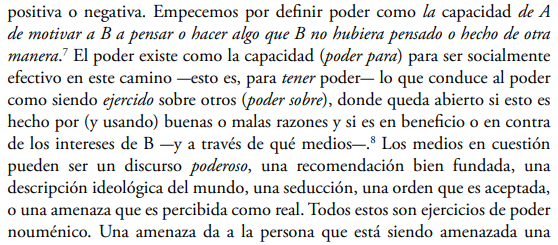 positiva o negativa. Empecemos por definir poder como la capacidad de A
de motivar a B a pensar o hacer algo que B no hubiera pensado o hecho de otra
manera.⁷ El poder existe como la capacidad (poder para) para ser socialmente
efectivo en este camino —esto es, para tener poder— lo que conduce al poder
como siendo ejercido sobre otros (poder sobre), donde queda abierto si esto es
hecho por (y usando) buenas o malas razones y si es en beneficio o en contra
de los intereses de B —y a través de qué medios—.⁸ Los medios en cuestión
pueden ser un discurso poderoso, una recomendación bien fundada, una
descripción ideológica del mundo, una seducción, una orden que es aceptada,
o una amenaza que es percibida como real. Todos estos son ejercicios de poder
nouménico. Una amenaza da a la persona que está siendo amenazada una